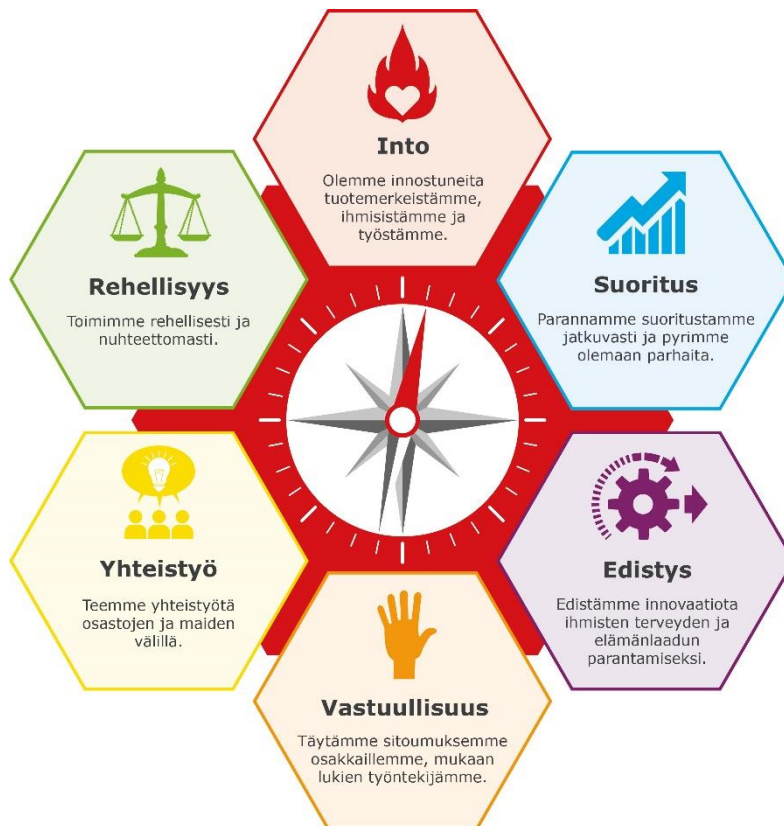 Into
Olemme innostuneita
tuotemerkeistämme,
ihmisistämme ja
työstämme.
Rehellisyys
Toimimme rehellisesti ja
nuhteettomasti.
Suoritus
Parannamme suoritustamme
jatkuvasti ja pyrimme
olemaan parhaita.
Yhteistyö
Teemme yhteistyötä
osastojen ja maiden
välillä.
Edistys
Edistämme innovaatiota
ihmisten terveyden ja
elämänlaadun
parantamiseksi.
Vastuullisuus
Täytämme sitoumuksemme
osakkaillemme, mukaan
lukien työntekijämme.